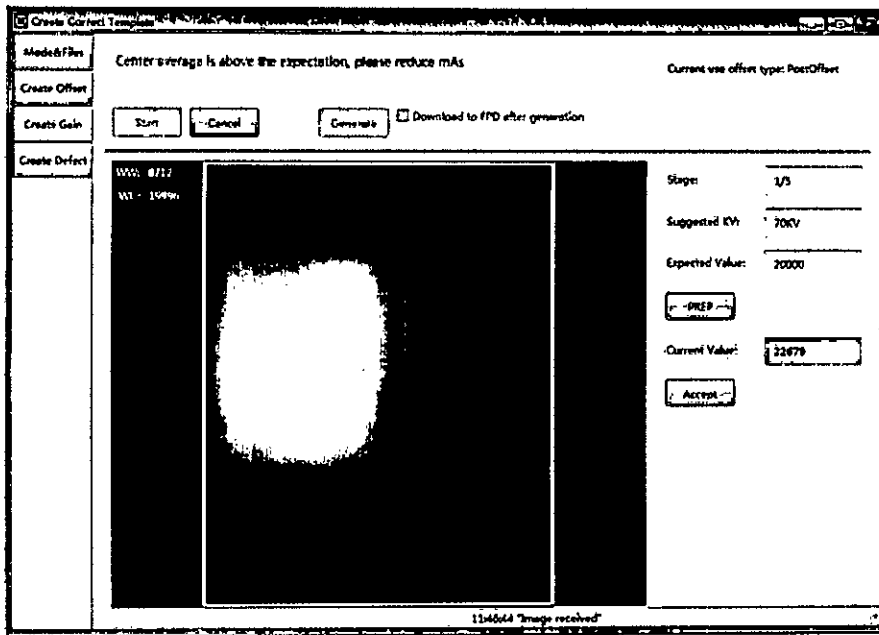 Create Correct Template
Mode&Files
Create Offset
Create Gain
Create Defect
Center average is above the expectation, please reduce mAs
Current use offset type: PostOffset
Start
Cancel
Generate
Download to FPD after generation
Stage:
1/5
Suggested KV:
70KV
Expected Value:
20000
PREP
Current Value:
Accept
"Image received"